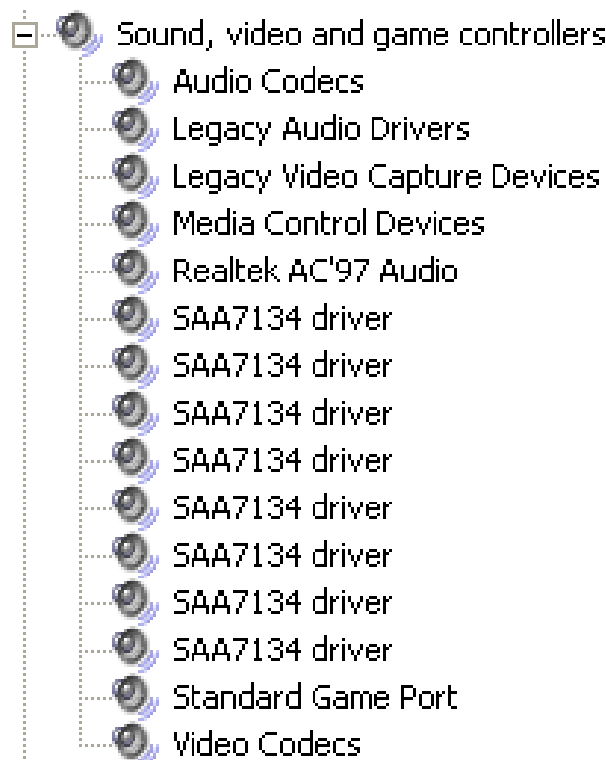 Sound, video and game controllers
Audio Codecs
Legacy Audio Drivers
Legacy Video Capture Devices
Media Control Devices
Realtek AC'97 Audio
SAA7134 driver
SAA7134 driver
SAA7134 driver
SAA7134 driver
SAA7134 driver
SAA7134 driver
SAA7134 driver
SAA7134 driver
Standard Game Port
Video Codecs